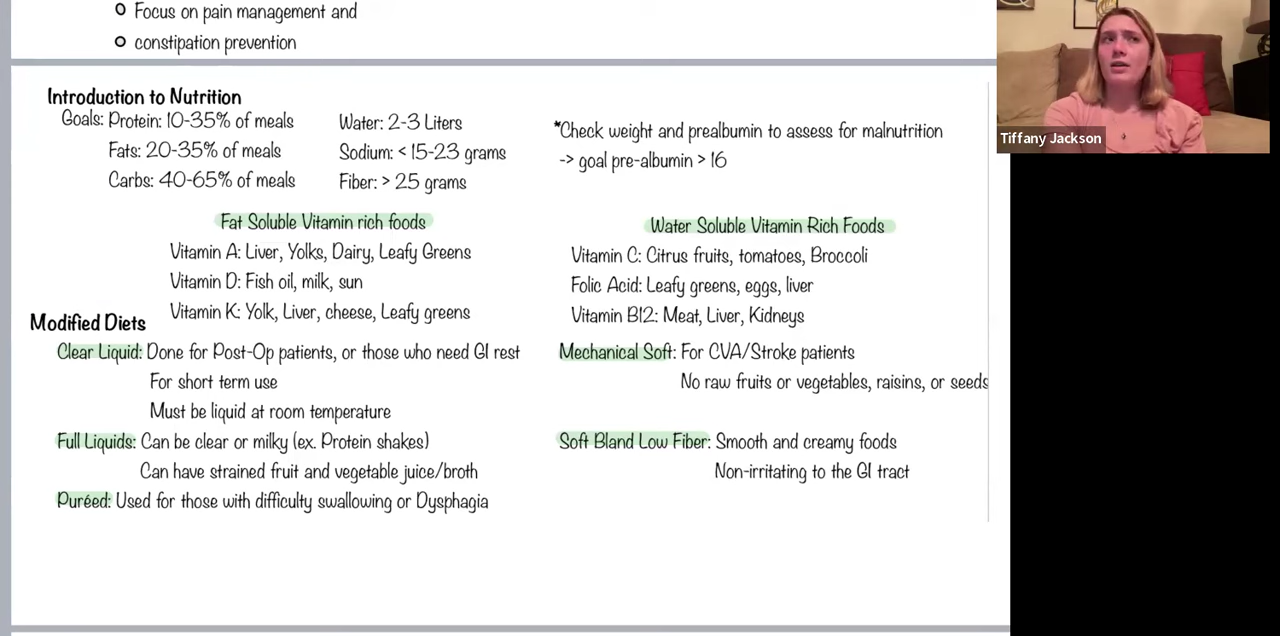 Focus on pain management and
constipation prevention
Introduction to Nutrition
Goals: Protein: 10-35% of meals
Fats: 20-35% of meals
Carbs: 40-65% of meals
Water: 2-3 Liters
Sodium: < 15-23 grams
Fiber: > 25 grams
*Check weight and prealbumin to assess for malnutrition
-> goal pre-albumin > 16
Fat Soluble Vitamin rich foods
Vitamin A: Liver, Yolks, Dairy, Leafy Greens
Vitamin D: Fish oil, milk, sun
Vitamin K: Yolk, Liver, cheese, Leafy greens
Water Soluble Vitamin Rich Foods
Vitamin C: Citrus fruits, tomatoes, Broccoli
Folic Acid: Leafy greens, eggs, liver
Vitamin B12: Meat, Liver, Kidneys
Modified Diets
Clear Liquid: Done for Post-Op patients, or those who need GI rest
For short term use
Must be liquid at room temperature
Full Liquids: Can be clear or milky (ex. Protein shakes)
Can have strained fruit and vegetable juice/broth
Puréed: Used for those with difficulty swallowing or Dysphagia
Mechanical Soft: For CVA/Stroke patients
No raw fruits or vegetables, raisins, or seeds
Soft Bland Low Fiber: Smooth and creamy foods
Non-irritating to the GI tract
Tiffany Jackson